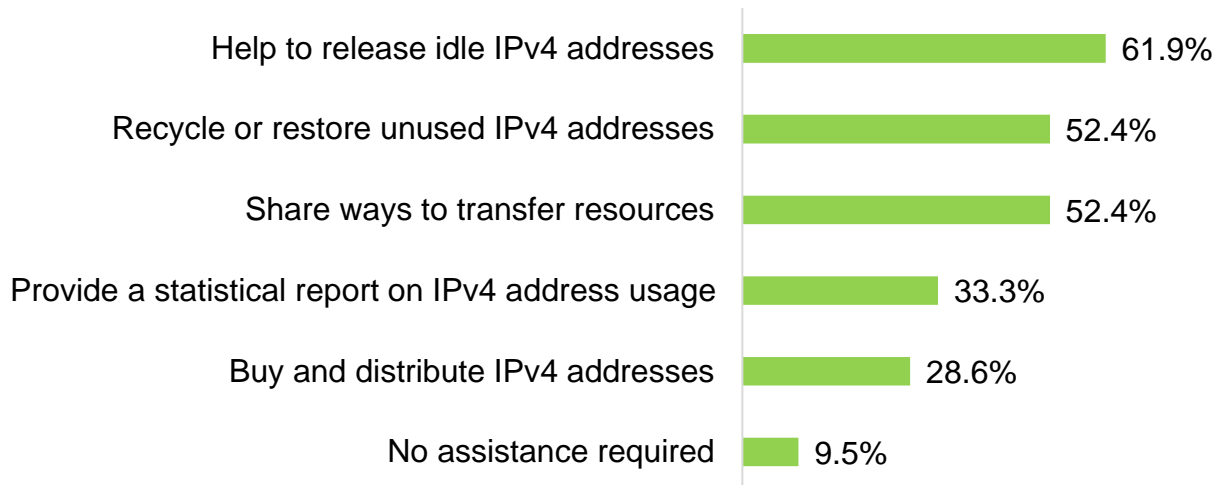 Help to release idle IPv4 addresses 61.9%
Recycle or restore unused IPv4 addresses 52.4%
Share ways to transfer resources 52.4%
Provide a statistical report on IPv4 address usage 33.3%
Buy and distribute IPv4 addresses 28.6%
No assistance required 9.5%